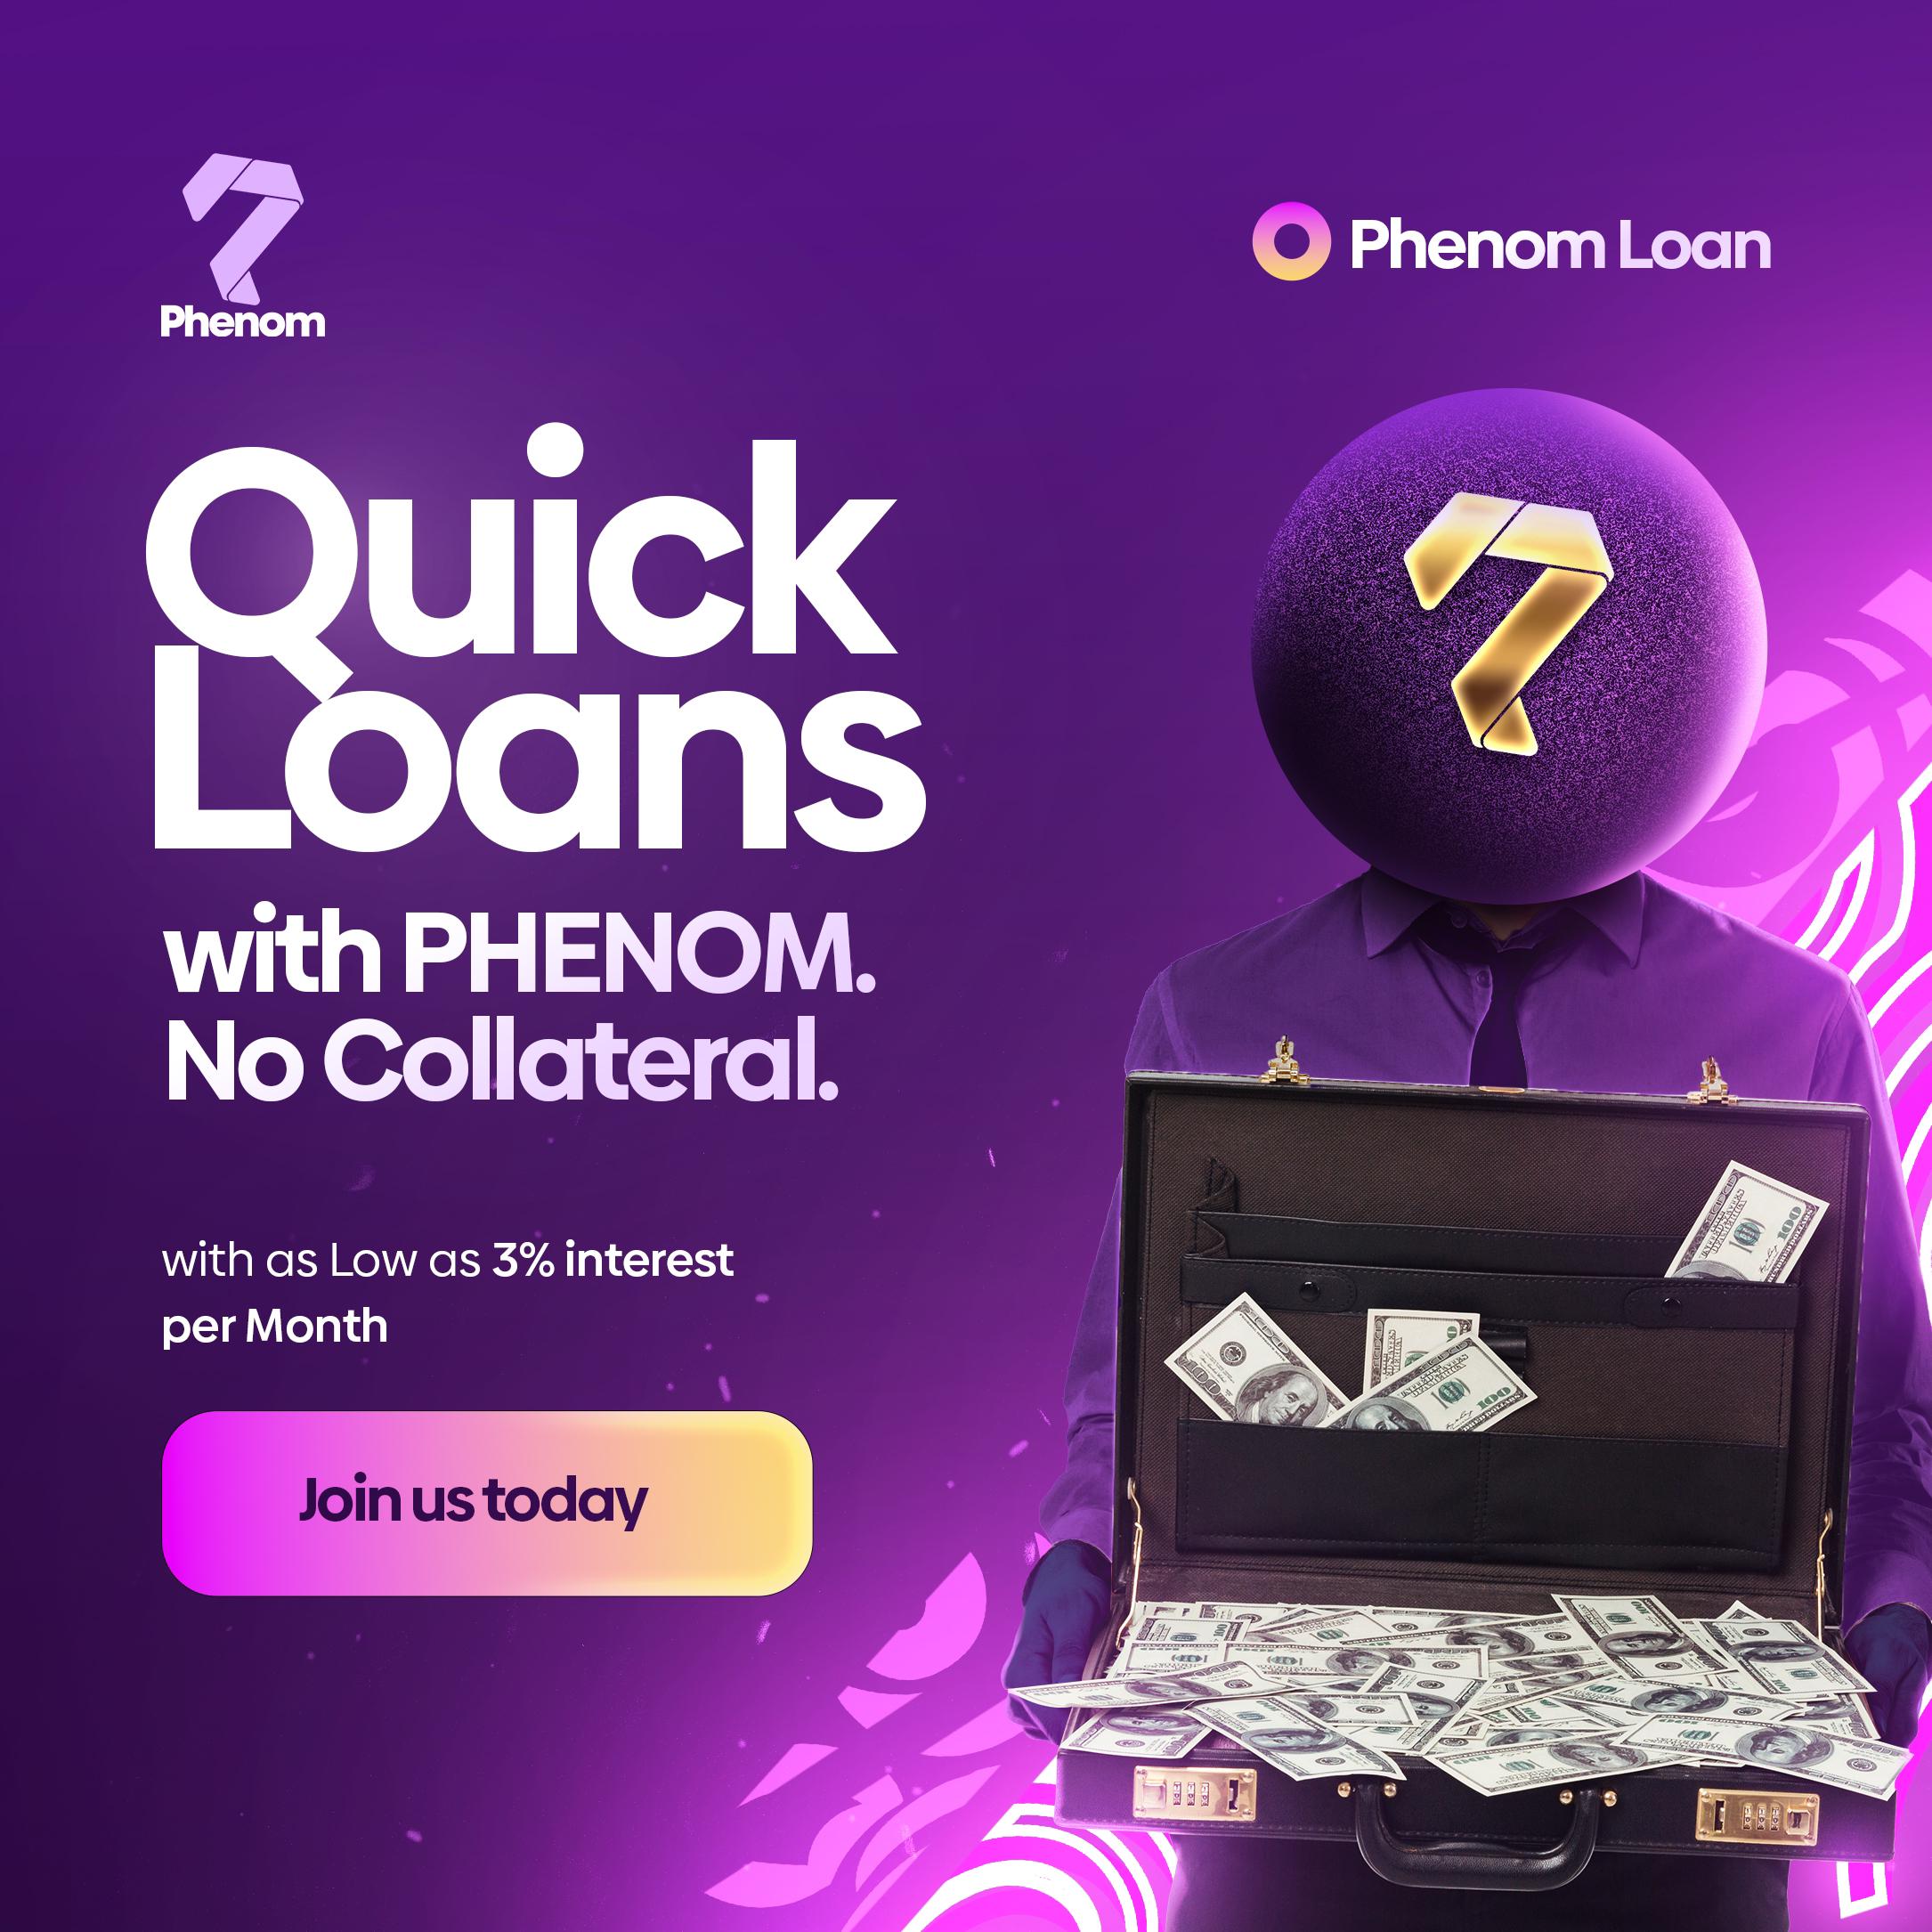 Phenom
Phenom Loan
Quick
Loans
with PHENOM.
No Collateral.
with as Low as 3% interest
per Month
Join us today